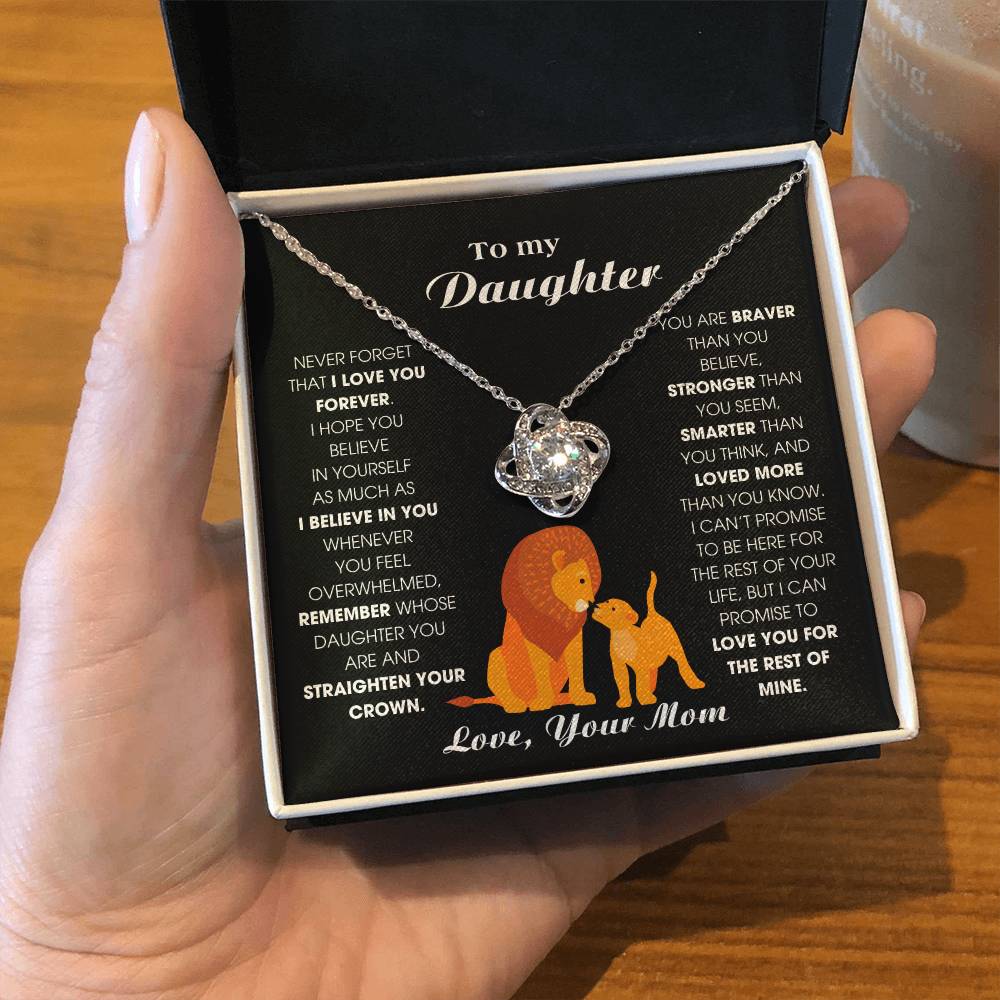 To my
Daughter
NEVER FORGET
THAT I LOVE YOU
FOREVER.
I HOPE YOU
BELIEVE
IN YOURSELF
AS MUCH AS
I BELIEVE IN YOU
WHENEVER
YOU FEEL
OVERWHELMED,
REMEMBER WHOSE
DAUGHTER YOU
ARE AND
STRAIGHTEN YOUR
CROWN.
YOU ARE BRAVER
THAN YOU
BELIEVE,
STRONGER THAN
YOU SEEM,
SMARTER THAN
YOU THINK, AND
LOVED MORE
THAN YOU KNOW.
I CAN'T PROMISE
TO BE HERE FOR
THE REST OF YOUR
LIFE, BUT I CAN
PROMISE TO
LOVE YOU FOR
THE REST OF
MINE.
Love, Your Mom